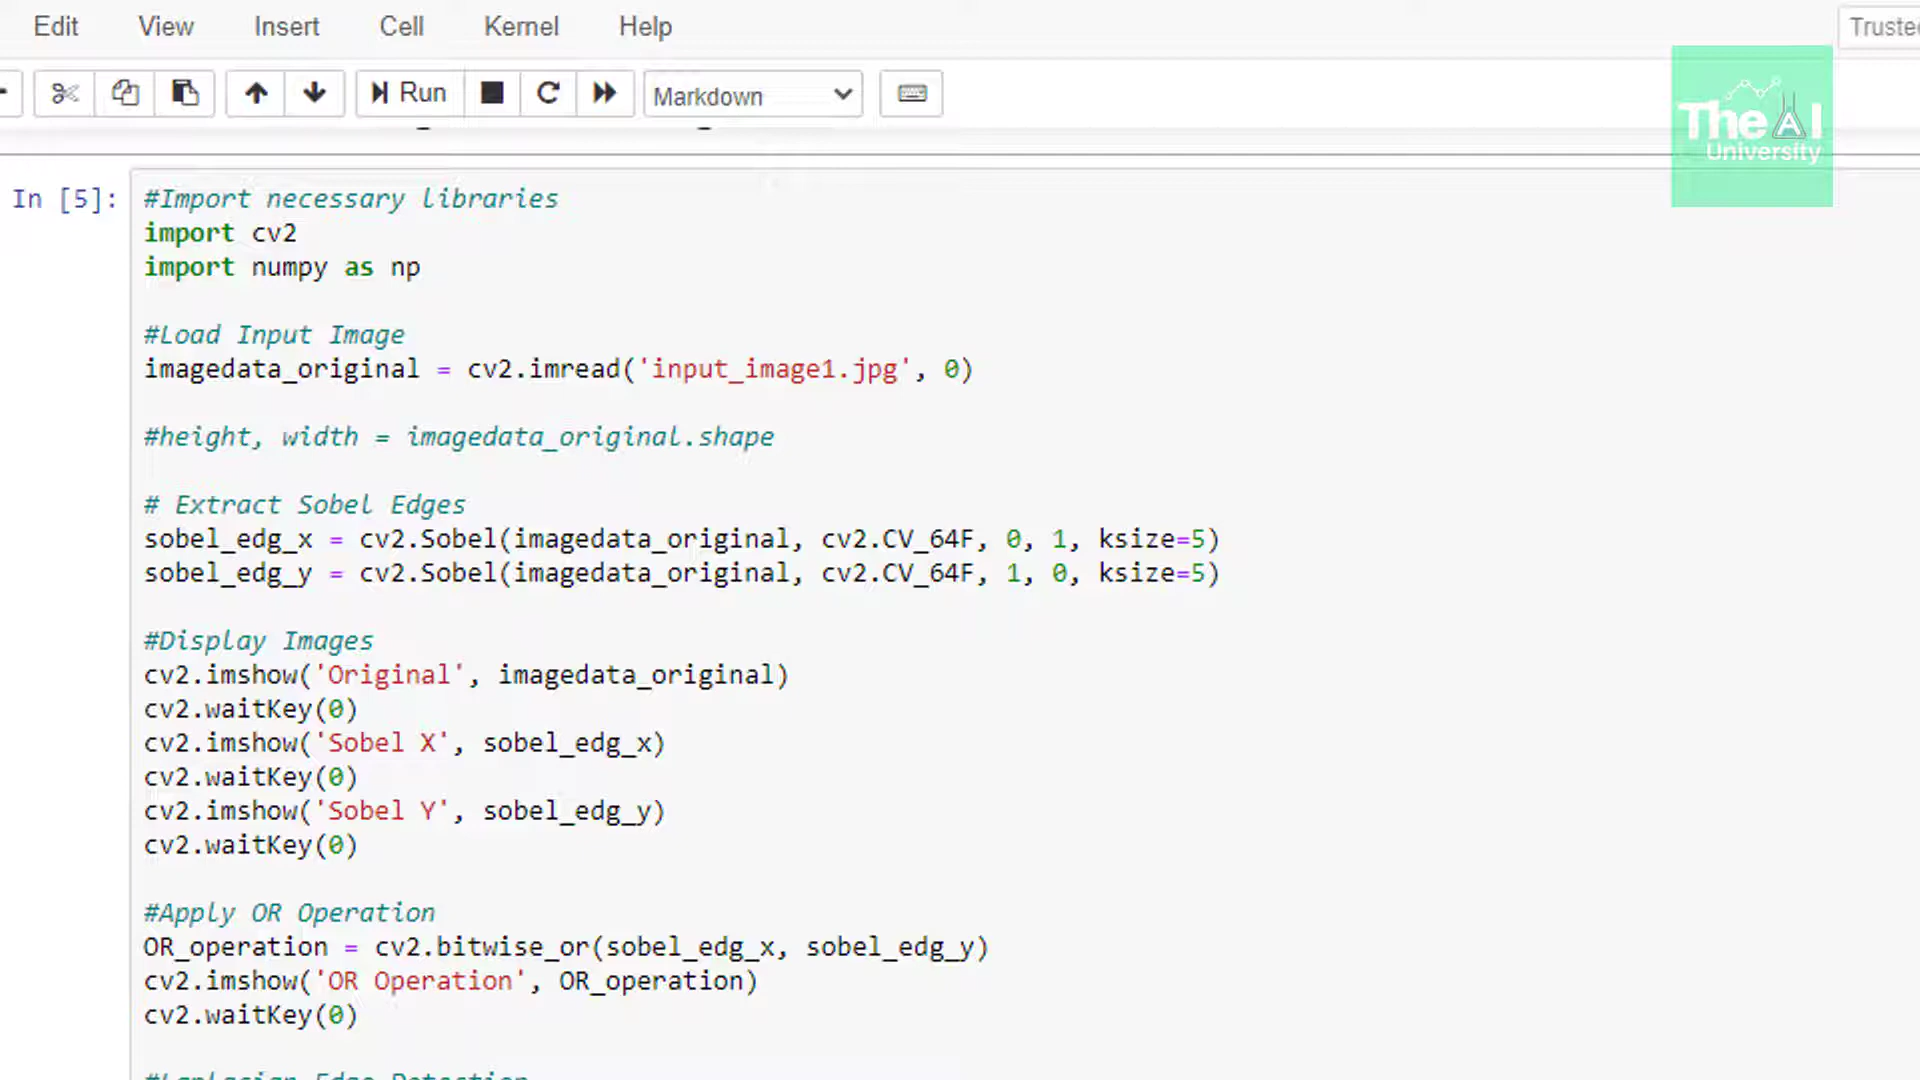 Edit View Insert Cell Kernel Help
Run Markdown
The AI
University
In [5]: #Import necessary libraries
import cv2
import numpy as np
#Load Input Image
imagedata_original = cv2.imread('input_image1.jpg', 0)
#height, width = imagedata_original.shape
# Extract Sobel Edges
sobel_edg_x = cv2.Sobel(imagedata_original, cv2.CV_64F, 0, 1, ksize=5)
sobel_edg_y = cv2.Sobel(imagedata_original, cv2.CV_64F, 1, 0, ksize=5)
#Display Images
cv2.imshow('Original', imagedata_original)
cv2.waitKey(0)
cv2.imshow('Sobel X', sobel_edg_x)
cv2.waitKey(0)
cv2.imshow('Sobel Y', sobel_edg_y)
cv2.waitKey(0)
#Apply OR Operation
OR_operation = cv2.bitwise_or(sobel_edg_x, sobel_edg_y)
cv2.imshow('OR Operation', OR_operation)
cv2.waitKey(0)
#Laplacian Edge Detection